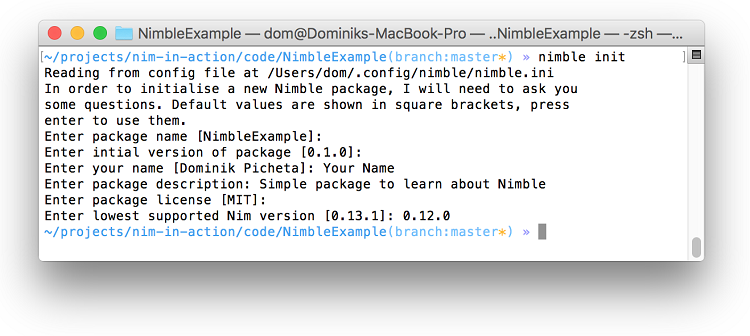 NimbleExample — dom@Dominiks-MacBook-Pro — ..NimbleExample — -zsh —...
[~/projects/nim-in-action/code/NimbleExample(branch:master*) » nimble init ]
Reading from config file at /Users/dom/.config/nimble/nimble.ini
In order to initialise a new Nimble package, I will need to ask you
some questions. Default values are shown in square brackets, press
enter to use them.
Enter package name [NimbleExample]:
Enter intial version of package [0.1.0]:
Enter your name [Dominik Picheta]: Your Name
Enter package description: Simple package to learn about Nimble
Enter package license [MIT]:
Enter lowest supported Nim version [0.13.1]: 0.12.0
~/projects/nim-in-action/code/NimbleExample(branch:master*) »